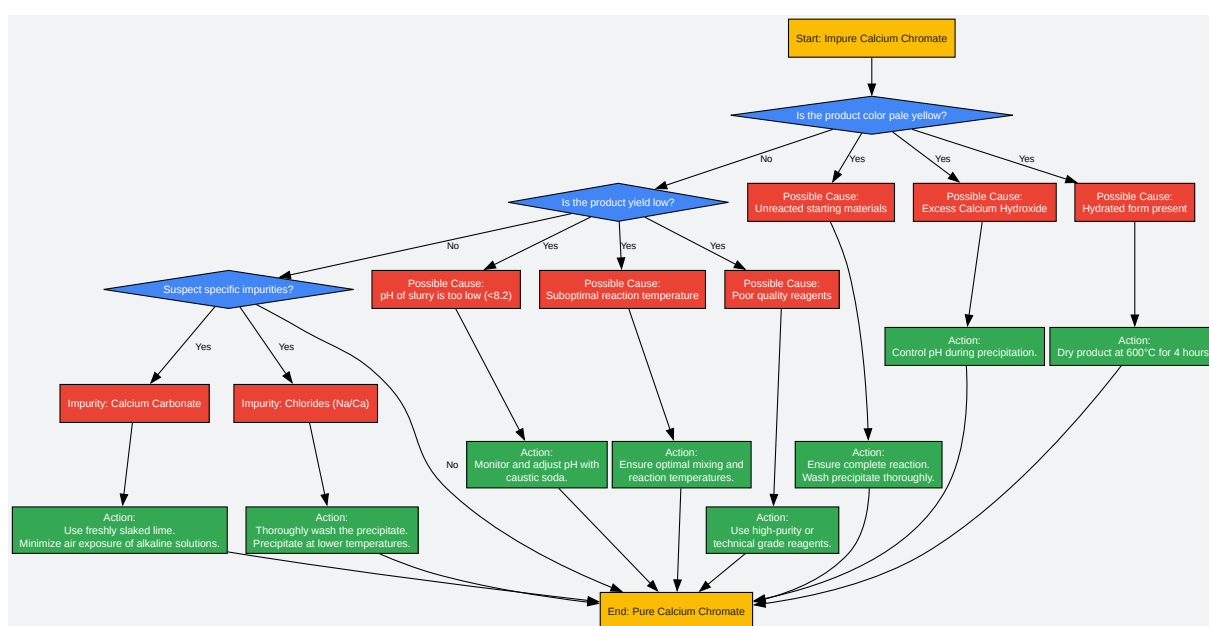 Start: Impure Calcium Chromate
Is the product color pale yellow?
No
Yes
Yes
Yes
Is the product yield low?
Possible Cause:
Unreacted starting materials
Possible Cause:
Excess Calcium Hydroxide
Possible Cause:
Hydrated form present
No
Yes
Yes
Yes
Suspect specific impurities?
Possible Cause:
pH of slurry is too low (<8.2)
Possible Cause:
Suboptimal reaction temperature
Possible Cause:
Poor quality reagents
Action:
Control pH during precipitation.
Action:
Dry product at 600°C for 4 hours
Yes
Yes
Impurity: Calcium Carbonate
Impurity: Chlorides (Na/Ca)
No
Action:
Monitor and adjust pH with
caustic soda.
Action:
Ensure optimal mixing and
reaction temperatures.
Action:
Ensure complete reaction.
Wash precipitate thoroughly.
Action:
Use freshly slaked lime.
Minimize air exposure of alkaline solutions.
Action:
Thoroughly wash the precipitate.
Precipitate at lower temperatures.
Action:
Use high-purity or
technical grade reagents.
End: Pure Calcium Chromate